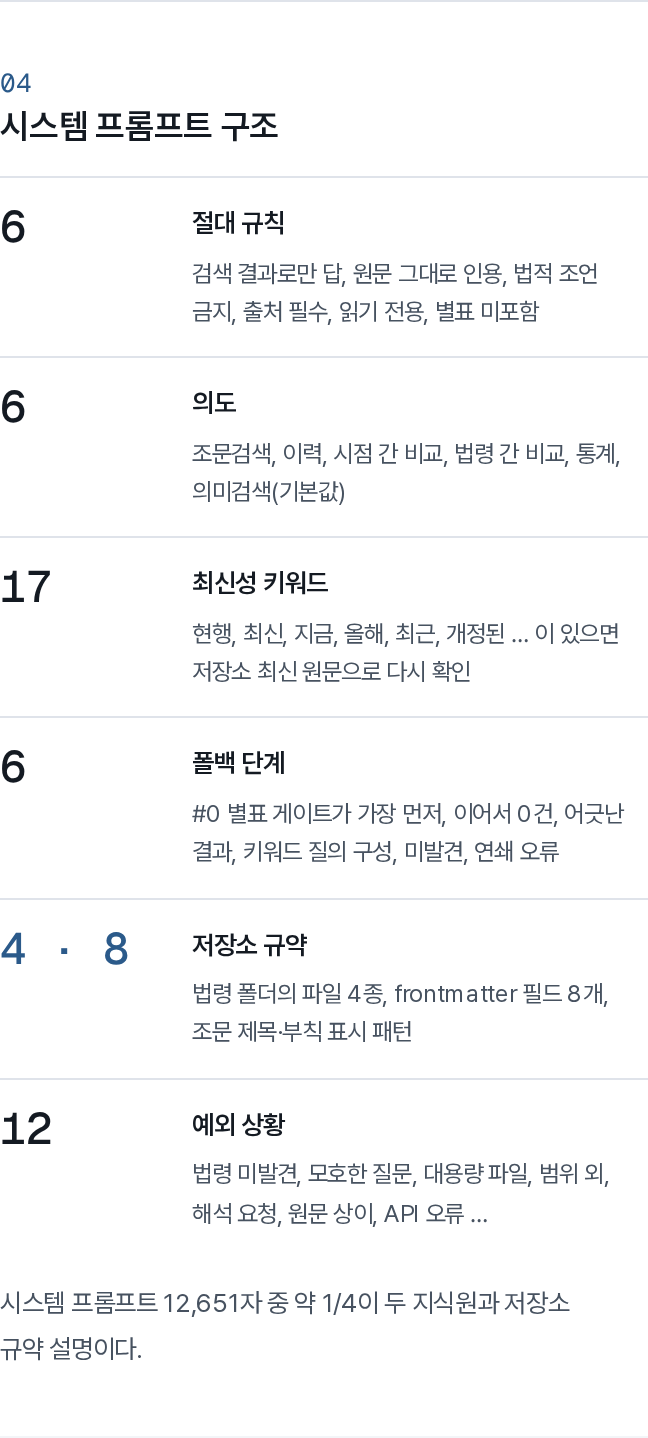 04
시스템 프롬프트 구조
6
절대 규칙
검색 결과로만 답, 원문 그대로 인용, 법적 조언
금지, 출처 필수, 읽기 전용, 별표 미포함
6
의도
조문검색, 이력, 시점 간 비교, 법령 간 비교, 통계,
의미검색(기본값)
17
최신성 키워드
현행, 최신, 지금, 올해, 최근, 개정된 … 이 있으면
저장소 최신 원문으로 다시 확인
6
폴백 단계
#0 별표 게이트가 가장 먼저, 이어서 0건, 어긋난
결과, 키워드 질의 구성, 미발견, 연쇄 오류
4 · 8
저장소 규약
법령 폴더의 파일 4종, frontmatter 필드 8개,
조문 제목·부칙 표시 패턴
12
예외 상황
법령 미발견, 모호한 질문, 대용량 파일, 범위 외,
해석 요청, 원문 상이, API 오류 …
시스템 프롬프트 12,651자 중 약 1/4이 두 지식원과 저장소
규약 설명이다.